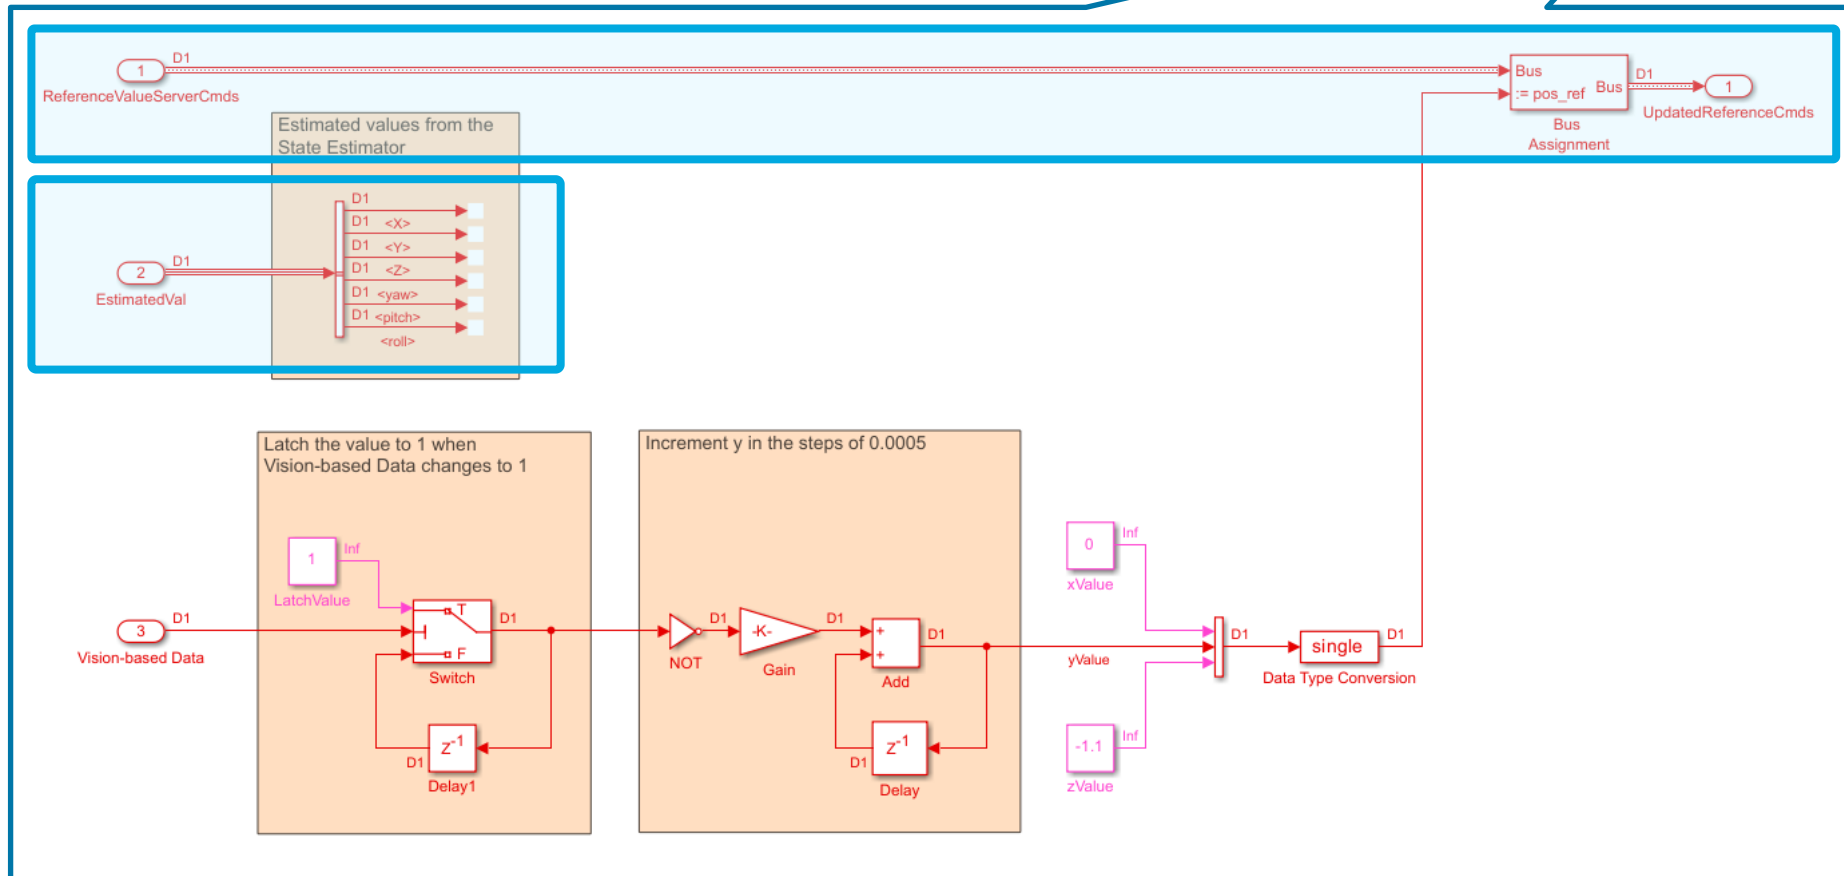 D1
1
ReferenceValueServerCmds
Bus
:= pos_ref
Bus
D1
1
UpdatedReferenceCmds
Bus
Assignment
Estimated values from the
State Estimator
D1
D1 <X>
D1 <Y>
D1 <Z>
D1 <yaw>
D1 <pitch>
<roll>
D1
2
EstimatedVal
Latch the value to 1 when
Vision-based Data changes to 1
1
Inf
LatchValue
D1
3
Vision-based Data
T
F
D1
Switch
Z-1
D1
Delay1
Increment y in the steps of 0.0005
NOT
D1
-K-
Gain
D1
+
+
Add
D1
Z-1
D1
Delay
0
Inf
xValue
yValue
-1.1
Inf
zValue
D1
single
D1
Data Type Conversion